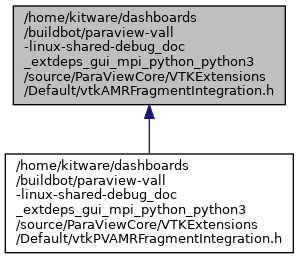 /home/kitware/dashboards
/buildbot/paraview-vall
-linux-shared-debug_doc
_extdeps_gui_mpi_python_python3
/source/ParaViewCore/VTKExtensions
/Default/vtkAMRFragmentIntegration.h
/home/kitware/dashboards
/buildbot/paraview-vall
-linux-shared-debug_doc
_extdeps_gui_mpi_python_python3
/source/ParaViewCore/VTKExtensions
/Default/vtkPVAMRFragmentIntegration.h